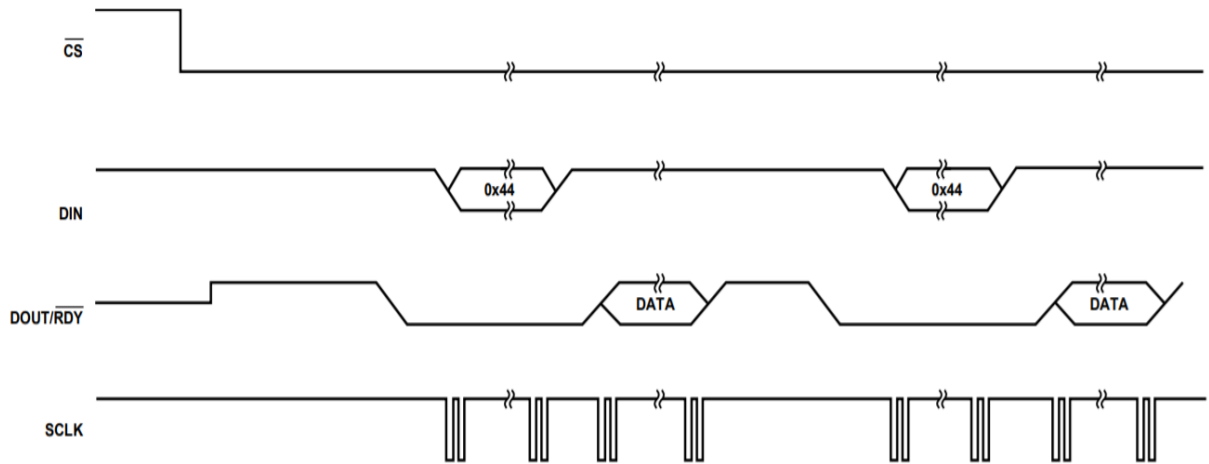 CS
DIN
0x44
0x44
DOUT/RDY
DATA
DATA
SCLK